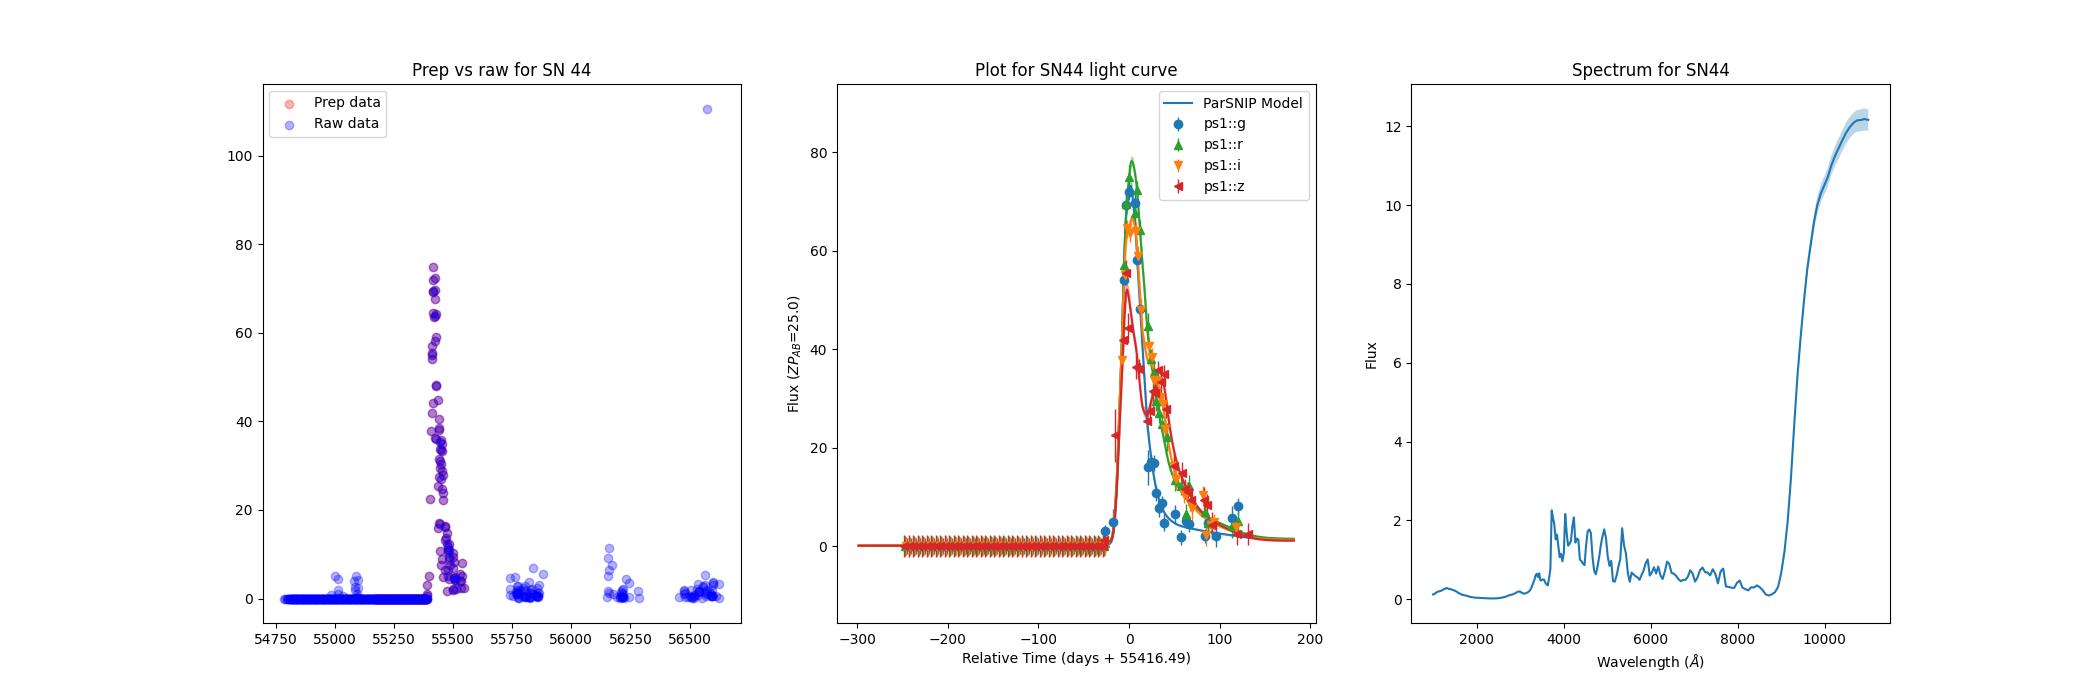 Prep vs raw for SN 44
Prep data
Raw data
100
80
60
40
20
0
54750 55000 55250 55500 55750 56000 56250 56500
Plot for SN44 light curve
ParSNIP Model
ps1::g
ps1::r
ps1::i
ps1::z
Flux (ZP_AB=25.0)
80
60
40
20
0
−300 −200 −100 0 100 200
Relative Time (days + 55416.49)
Spectrum for SN44
Flux
12
10
8
6
4
2
0
2000 4000 6000 8000 10000
Wavelength (Å)